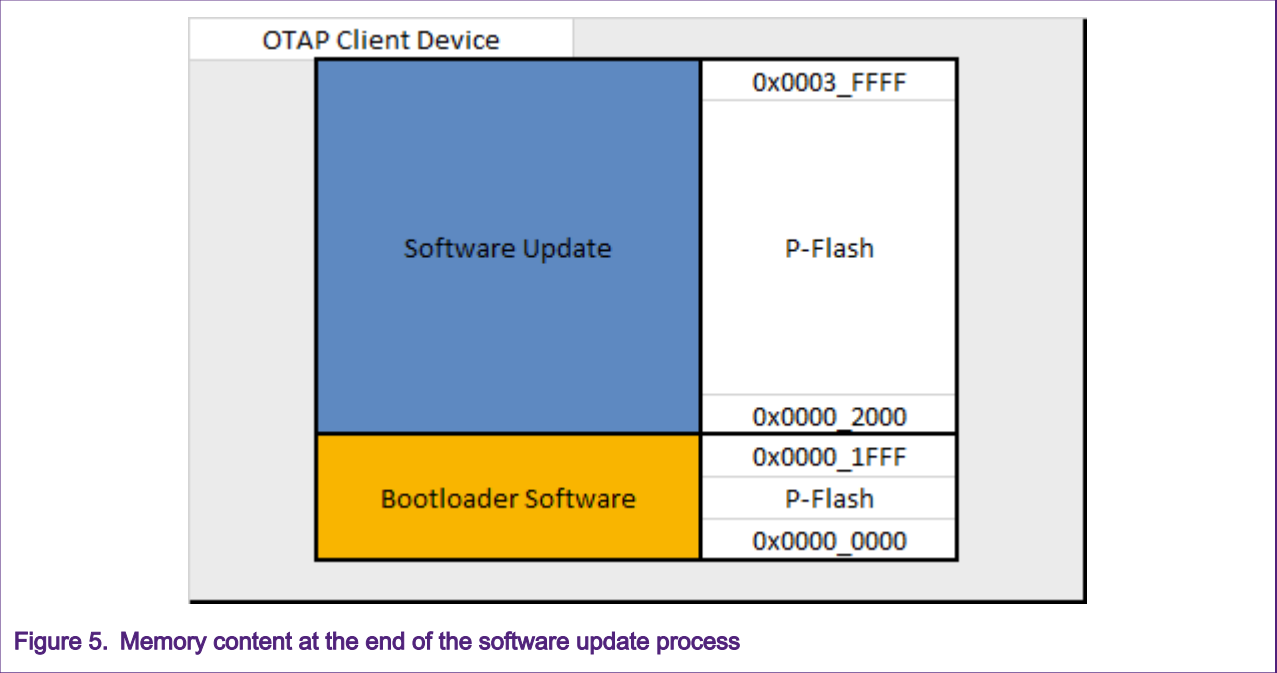 OTAP Client Device
0x0003_FFFF
Software Update
P-Flash
0x0000_2000
0x0000_1FFF
Bootloader Software
P-Flash
0x0000_0000
Figure 5. Memory content at the end of the software update process